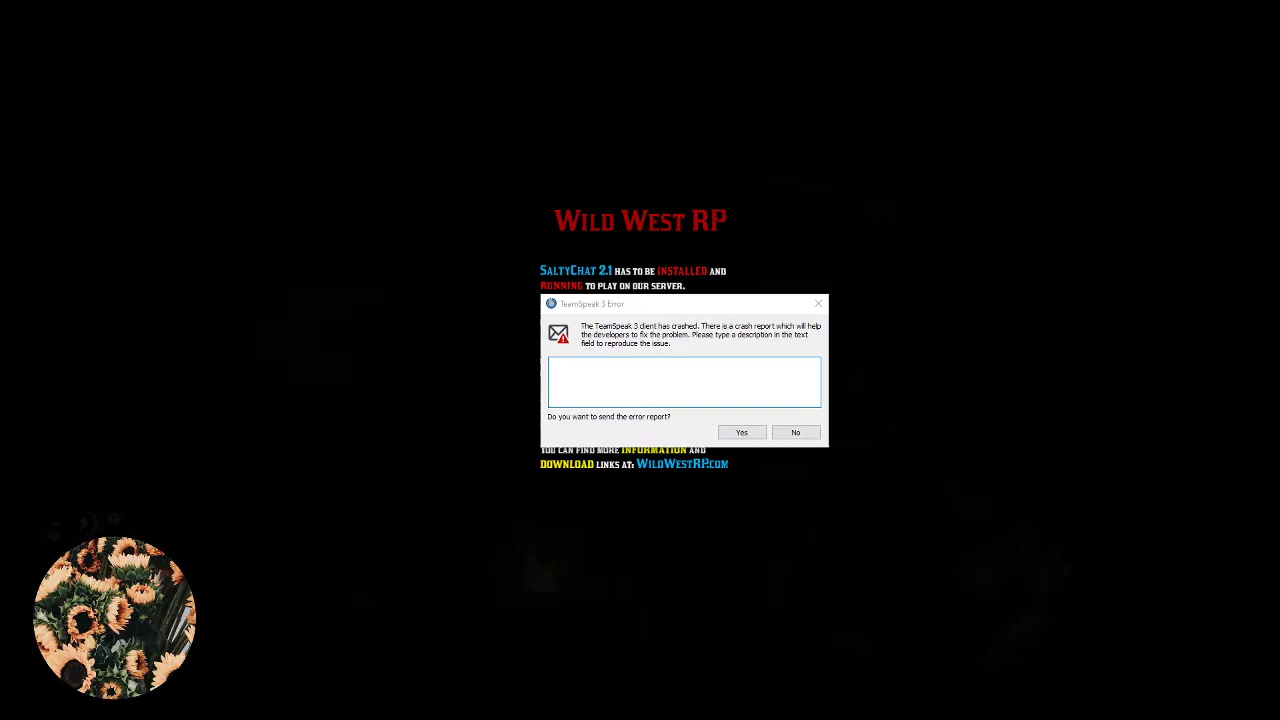 Wild West RP
SaltyChat 2.1 has to be installed and
running to play on our server.
TeamSpeak 3 Error
The TeamSpeak 3 client has crashed. There is a crash report which will help
the developers to fix the problem. Please type a description in the text
field to reproduce the issue.
Do you want to send the error report?
Yes No
You can find more information and
download links at: WildWestRP.com